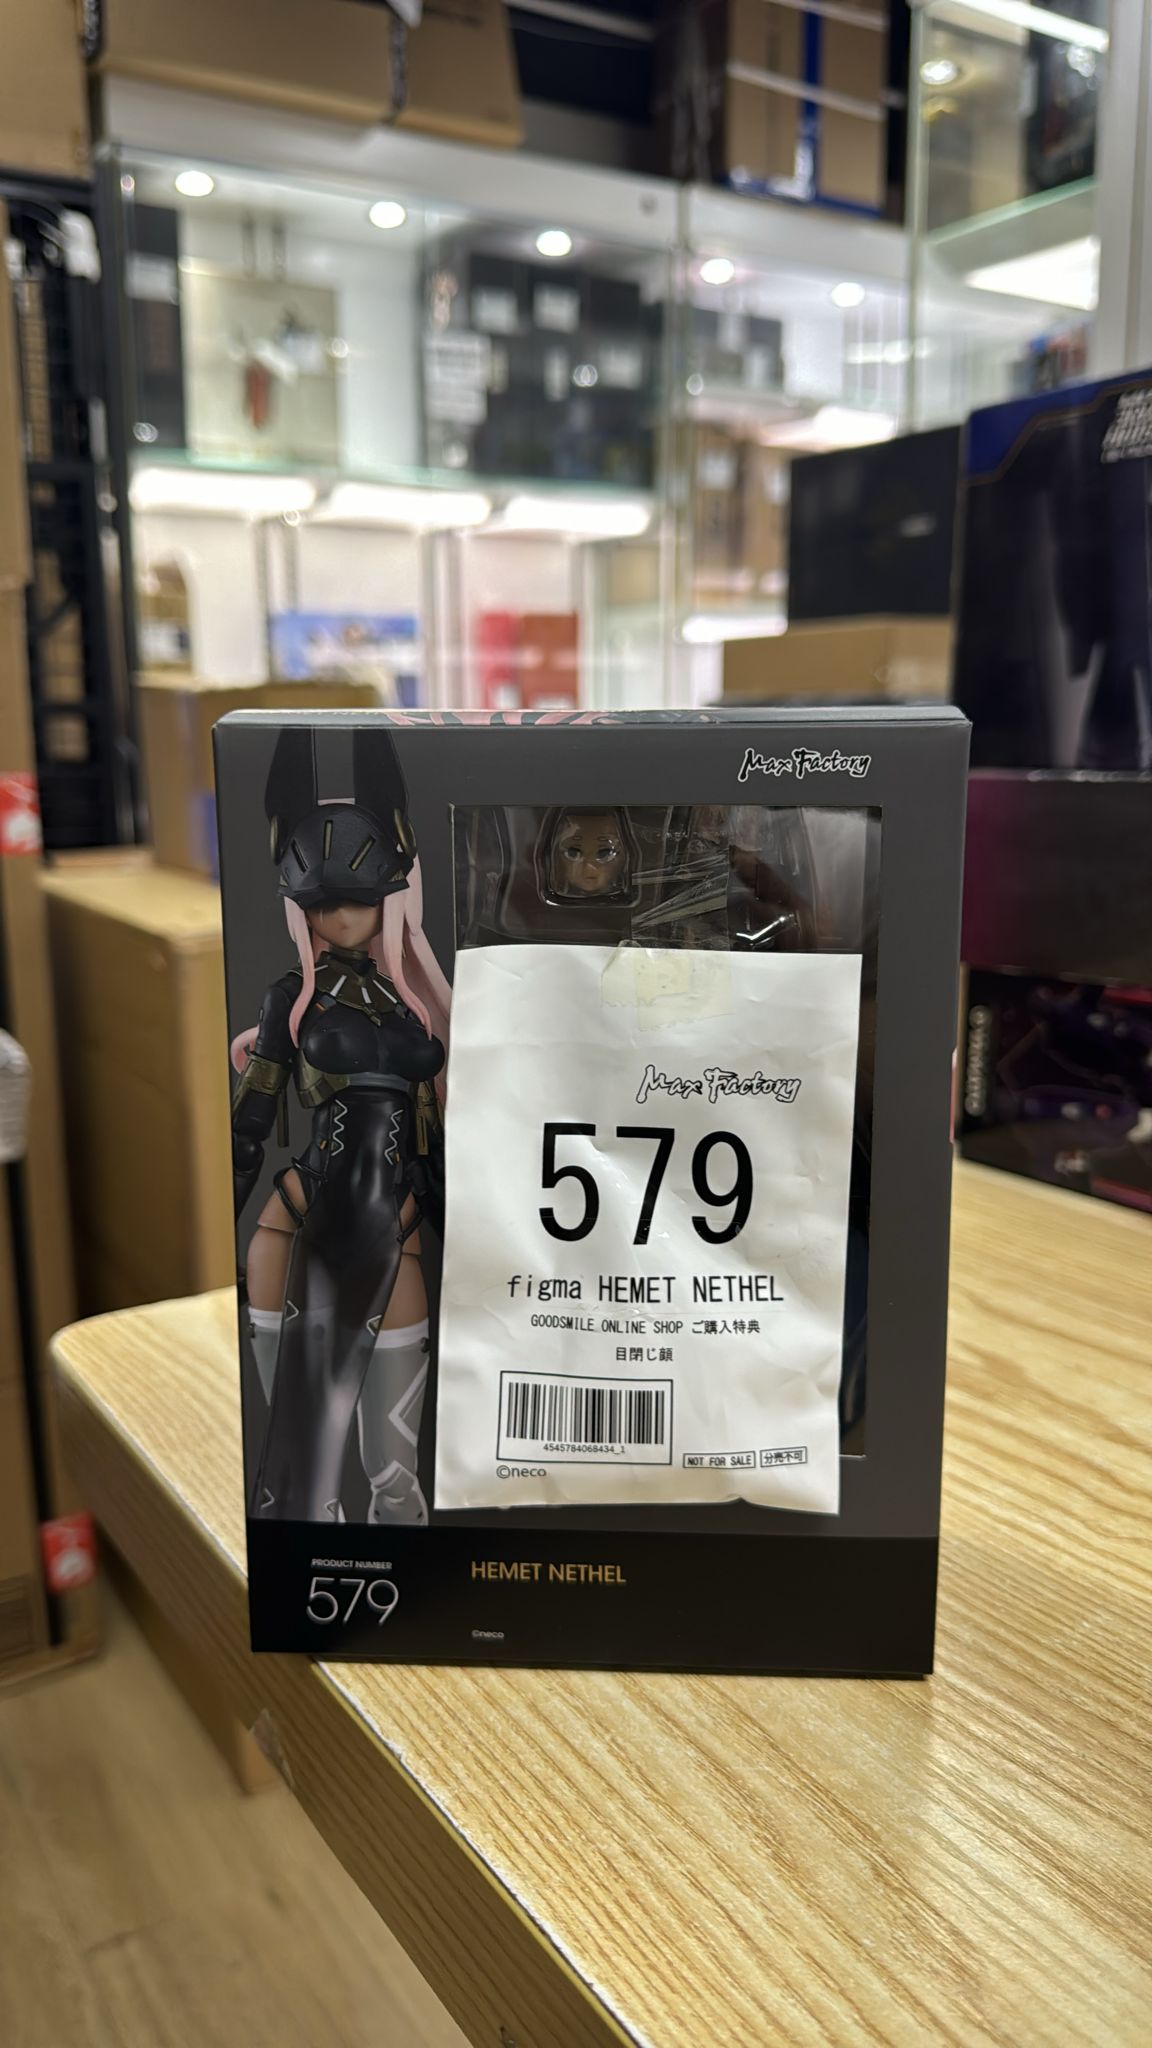 Max Factory
Max Factory
579
figma HEMET NETHEL
GOODSMILE ONLINE SHOP ご購入特典
目閉じ顔
4545784068434_1
NOT FOR SALE
分売不可
©neco
PRODUCT NUMBER
579
HEMET NETHEL
©neco